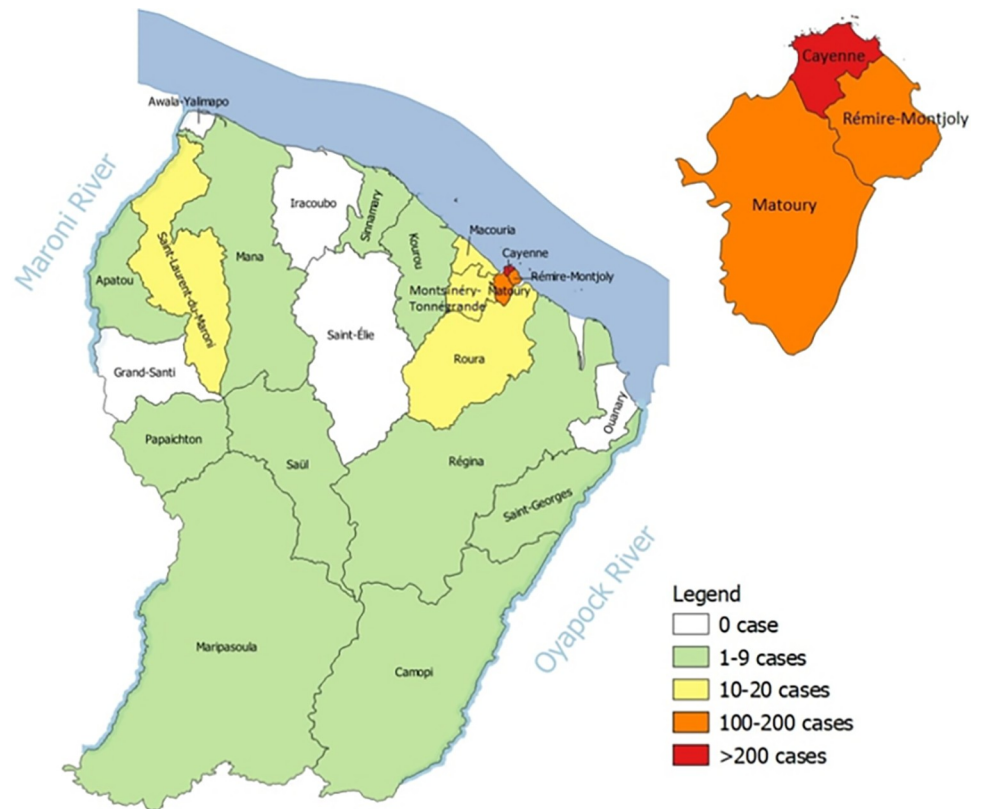 Awala-Yalimapo
Maroni River
Iracoubo
Sinnamary
Kourou
Macouria
Cayenne
Rémire-Montjoly
Matoury
Montsinéry-
Tonnégrande
Mana
Apatou
Saint-Laurent-du-Maroni
Saint-Élie
Roura
Grand-Santi
Ouanary
Papaichton
Saül
Régina
Saint-Georges
Maripasoula
Camopi
Oyapock River
Cayenne
Rémire-Montjoly
Matoury
Legend
0 case
1-9 cases
10-20 cases
100-200 cases
>200 cases